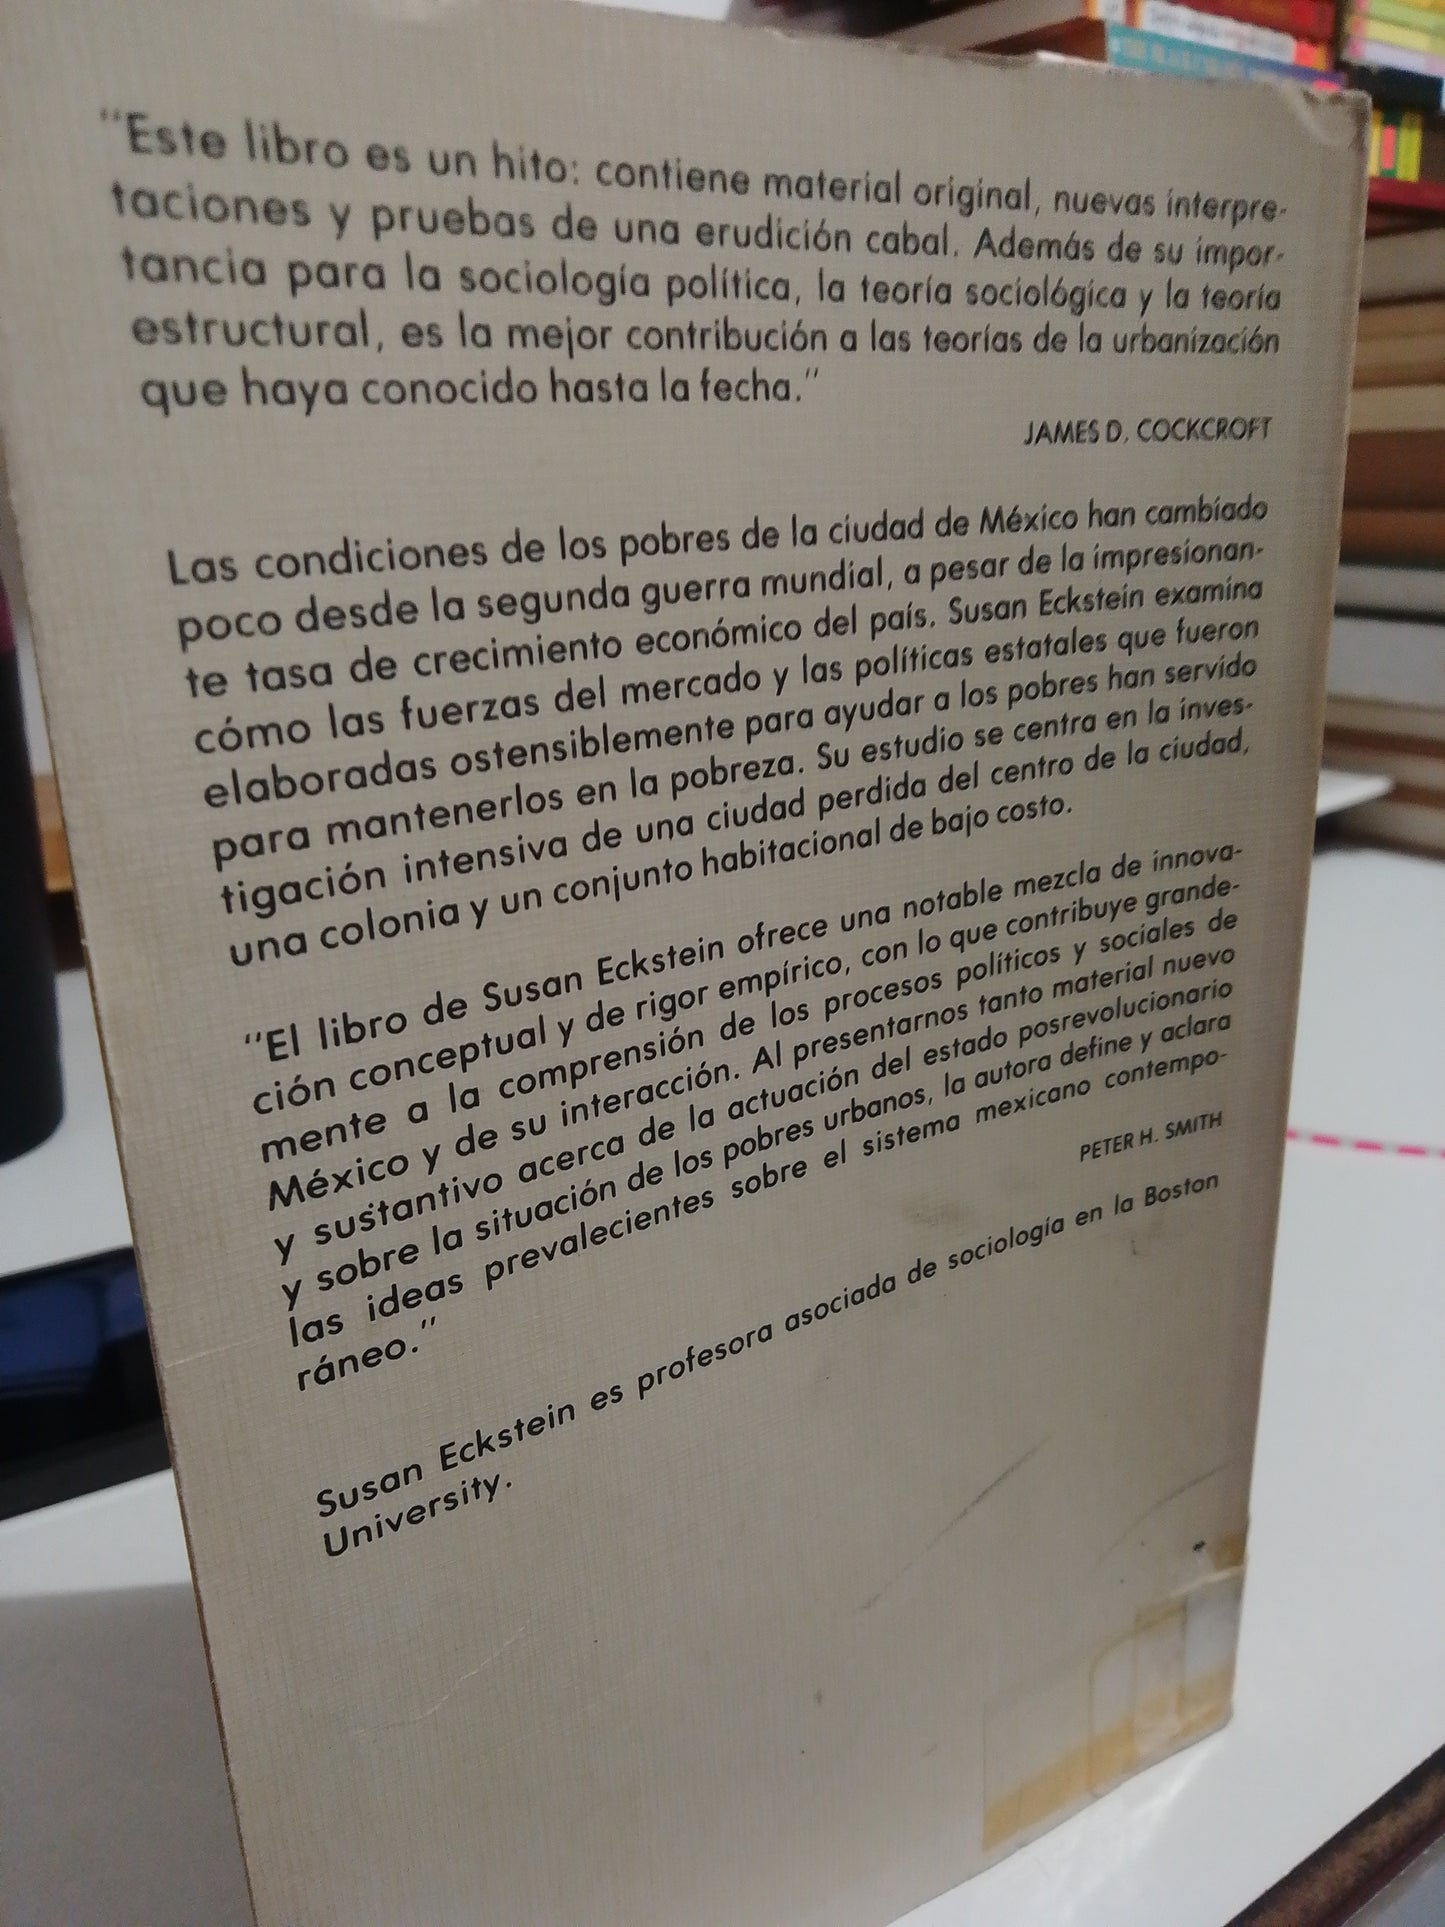 "Este libro es un hito: contiene material original, nuevas interpre-
taciones y pruebas de una erudición cabal. Además de su impor-
tancia para la sociología política, la teoría sociológica y la teoría
estructural, es la mejor contribución a las teorías de la urbanización
que haya conocido hasta la fecha."
JAMES D. COCKCROFT
Las condiciones de los pobres de la ciudad de México han cambiado
poco desde la segunda guerra mundial, a pesar de la impresionan-
te tasa de crecimiento económico del país. Susan Eckstein examina
cómo las fuerzas del mercado y las políticas estatales que fueron
elaboradas ostensiblemente para ayudar a los pobres han servido
para mantenerlos en la pobreza. Su estudio se centra en la inves-
tigación intensiva de una ciudad perdida del centro de la ciudad,
una colonia y un conjunto habitacional de bajo costo.
"El libro de Susan Eckstein ofrece una notable mezcla de innova-
ción conceptual y de rigor empírico, con lo que contribuye grande-
mente a la comprensión de los procesos políticos y sociales de
México y de su interacción. Al presentarnos tanto material nuevo
y sustantivo acerca de la actuación del estado posrevolucionario
y sobre la situación de los pobres urbanos, la autora define y aclara
las ideas prevalecientes sobre el sistema mexicano contempo-
ráneo."
PETER H. SMITH
Susan Eckstein es profesora asociada de sociología en la Boston
University.